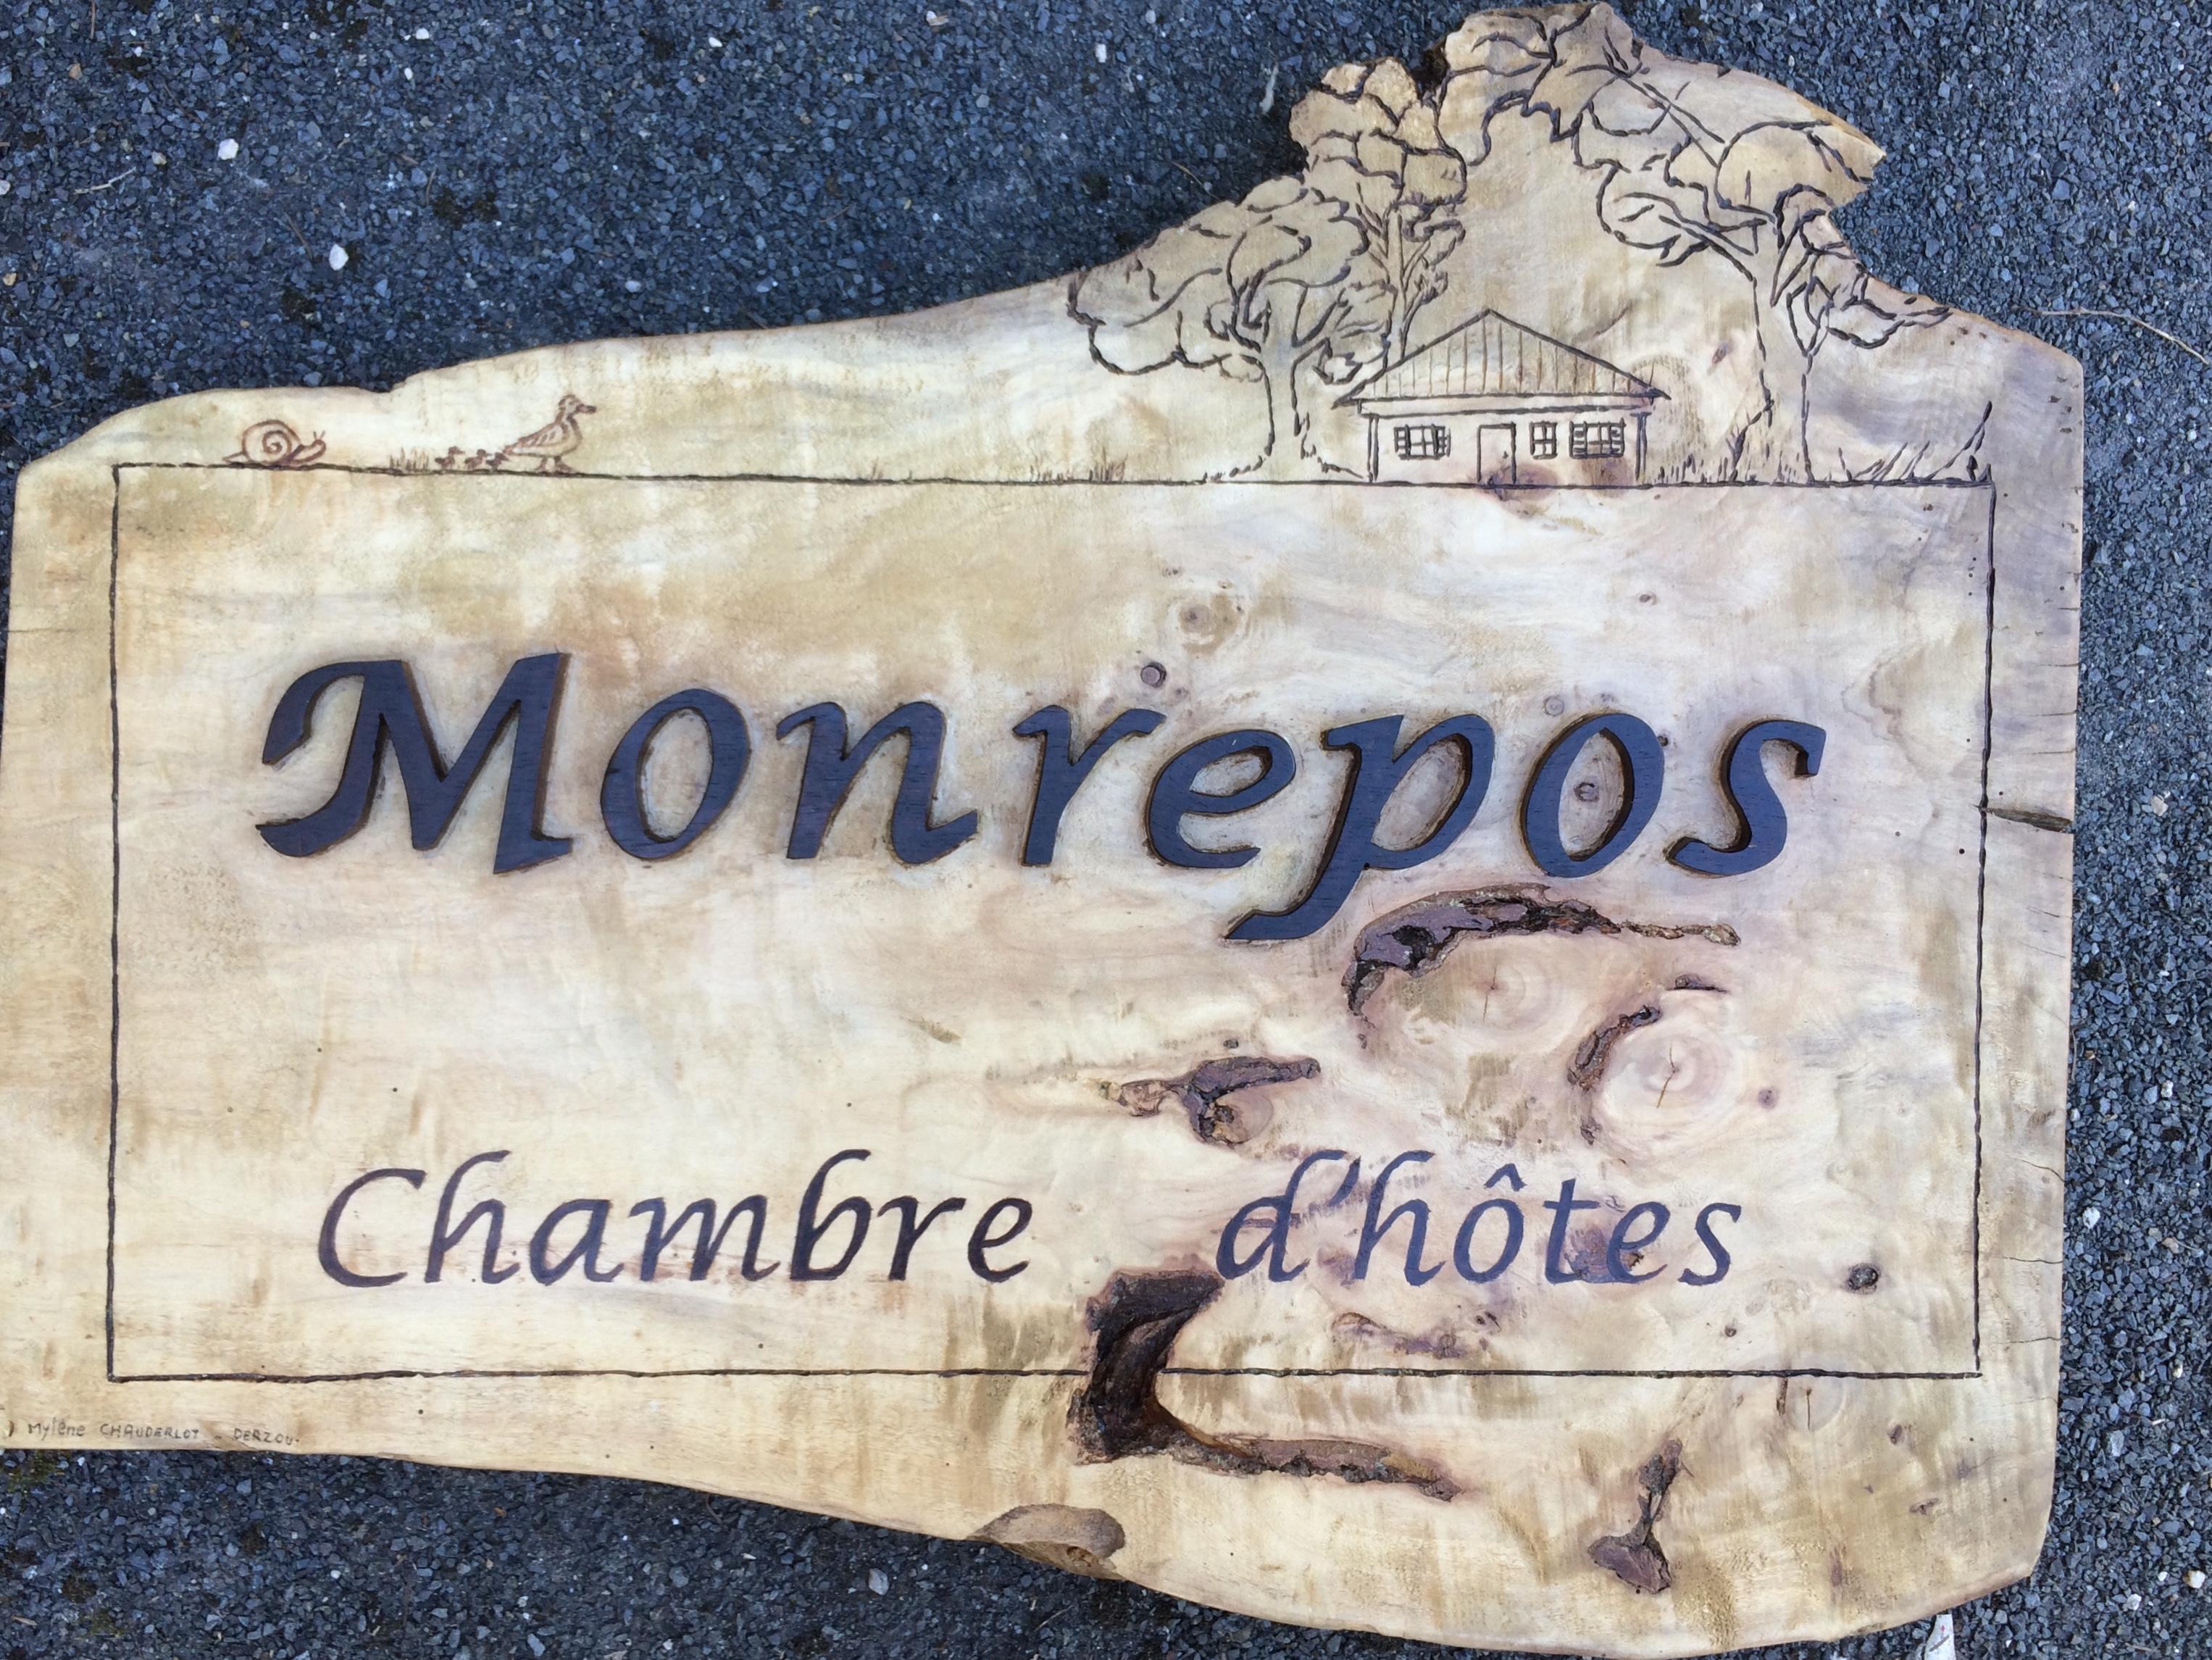 Monrepos
Chambre d'hôtes
Mylène CHAUDERLOT - DERZOU.